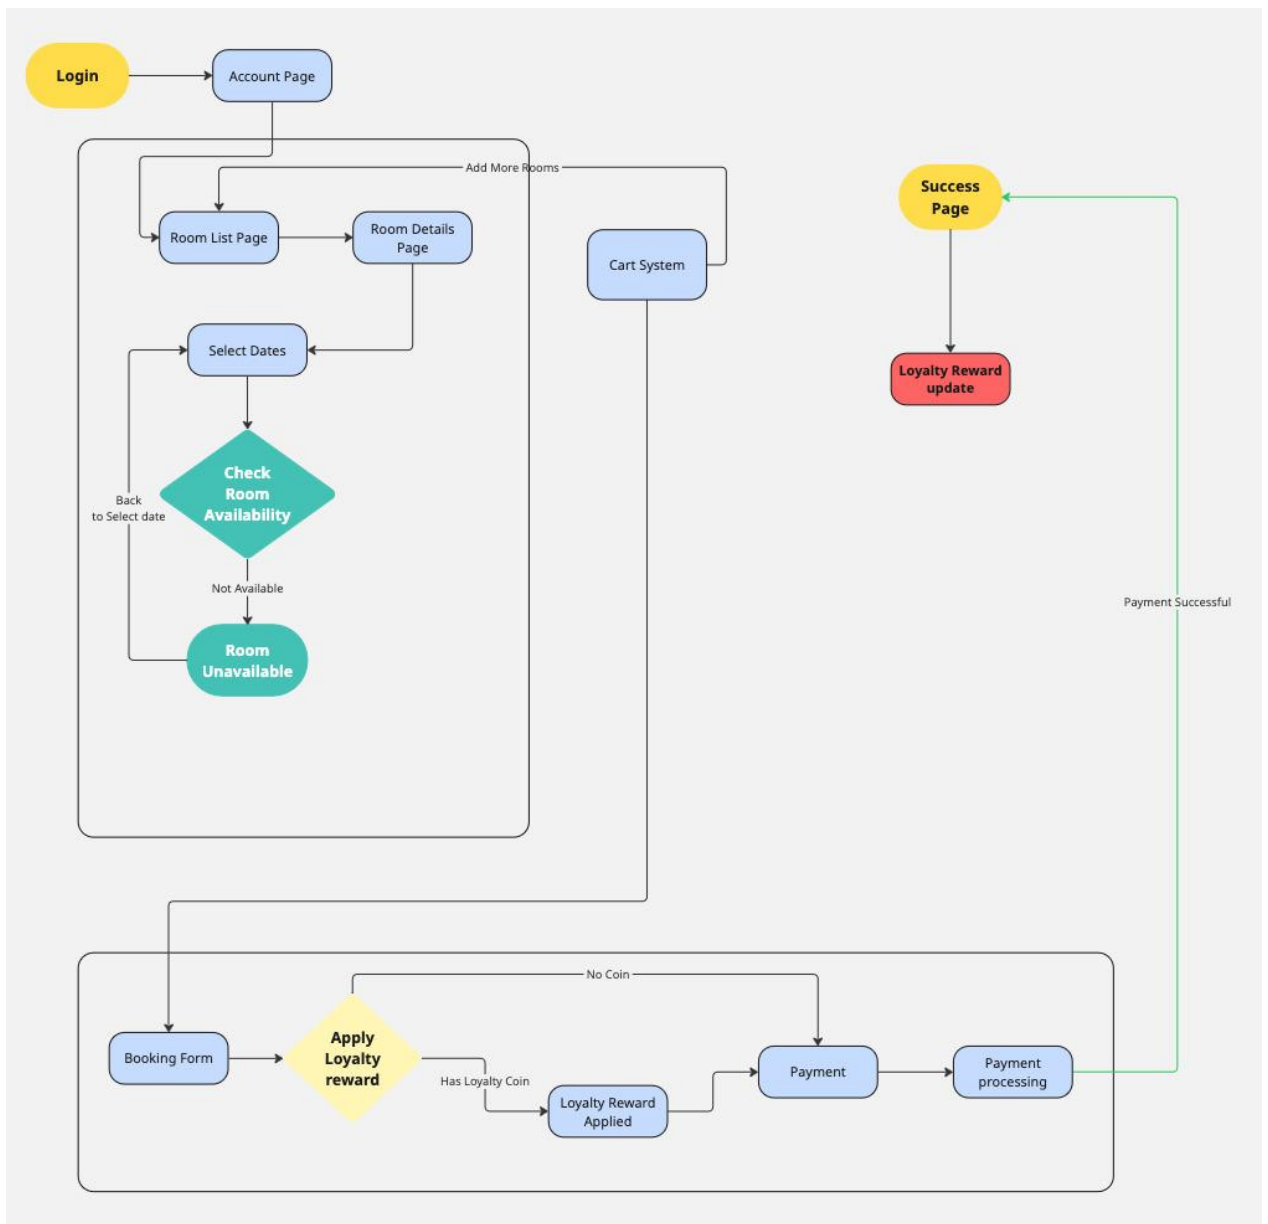 Login
Account Page
Add More Rooms
Success
Page
Room List Page
Room Details
Page
Cart System
Select Dates
Loyalty Reward
update
Check
Room
Availability
Back
to Select date
Not Available
Payment Successful
Room
Unavailable
No Coin
Booking Form
Apply
Loyalty
reward
Has Loyalty Coin
Loyalty Reward
Applied
Payment
Payment
processing